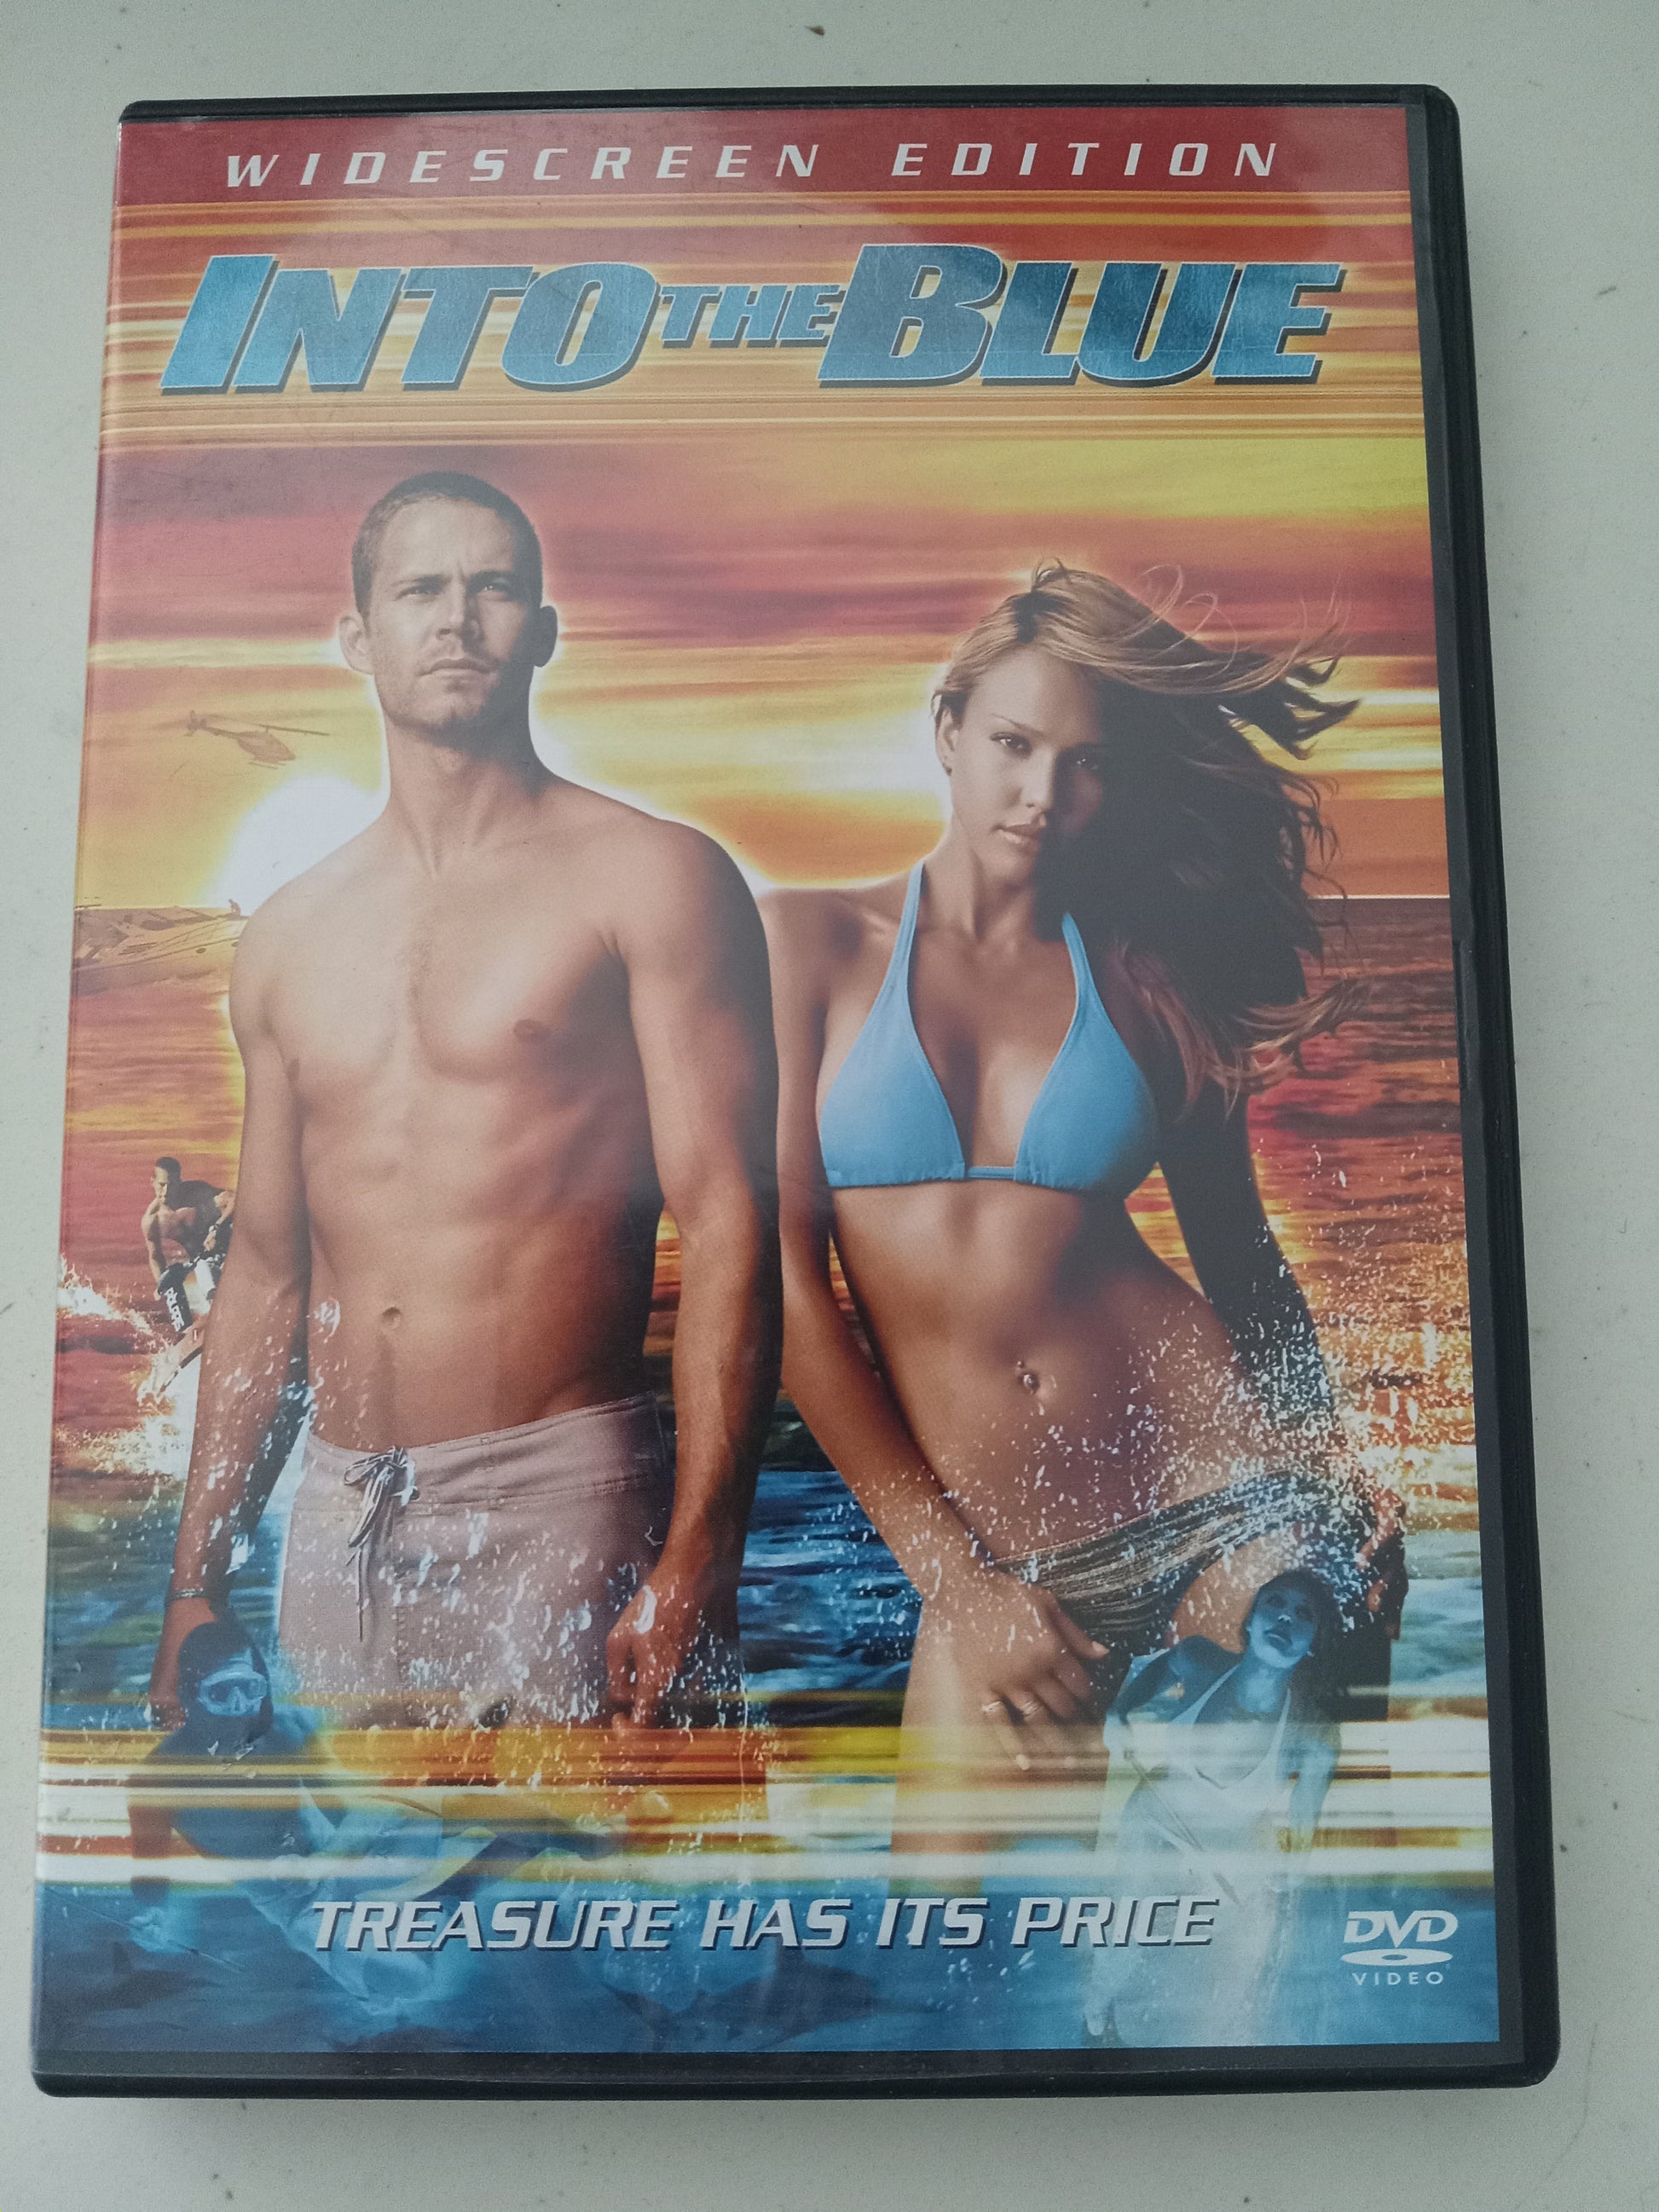 WIDESCREEN EDITION
INTO THE BLUE
TREASURE HAS ITS PRICE
DVD
VIDEO